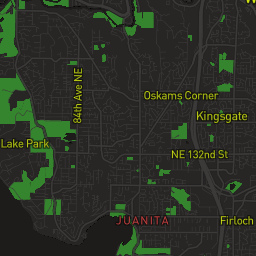 Oskams Corner
84th Ave NE
Kingsgate
Lake Park
NE 132nd St
JUANITA
Firloch